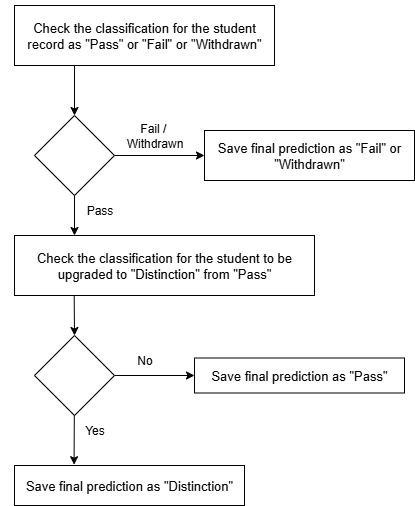 Check the classification for the student
record as "Pass" or "Fail" or "Withdrawn"
Fail /
Withdrawn
Save final prediction as "Fail" or
"Withdrawn"
Pass
Check the classification for the student to be
upgraded to "Distinction" from "Pass"
No
Save final prediction as "Pass"
Yes
Save final prediction as "Distinction"